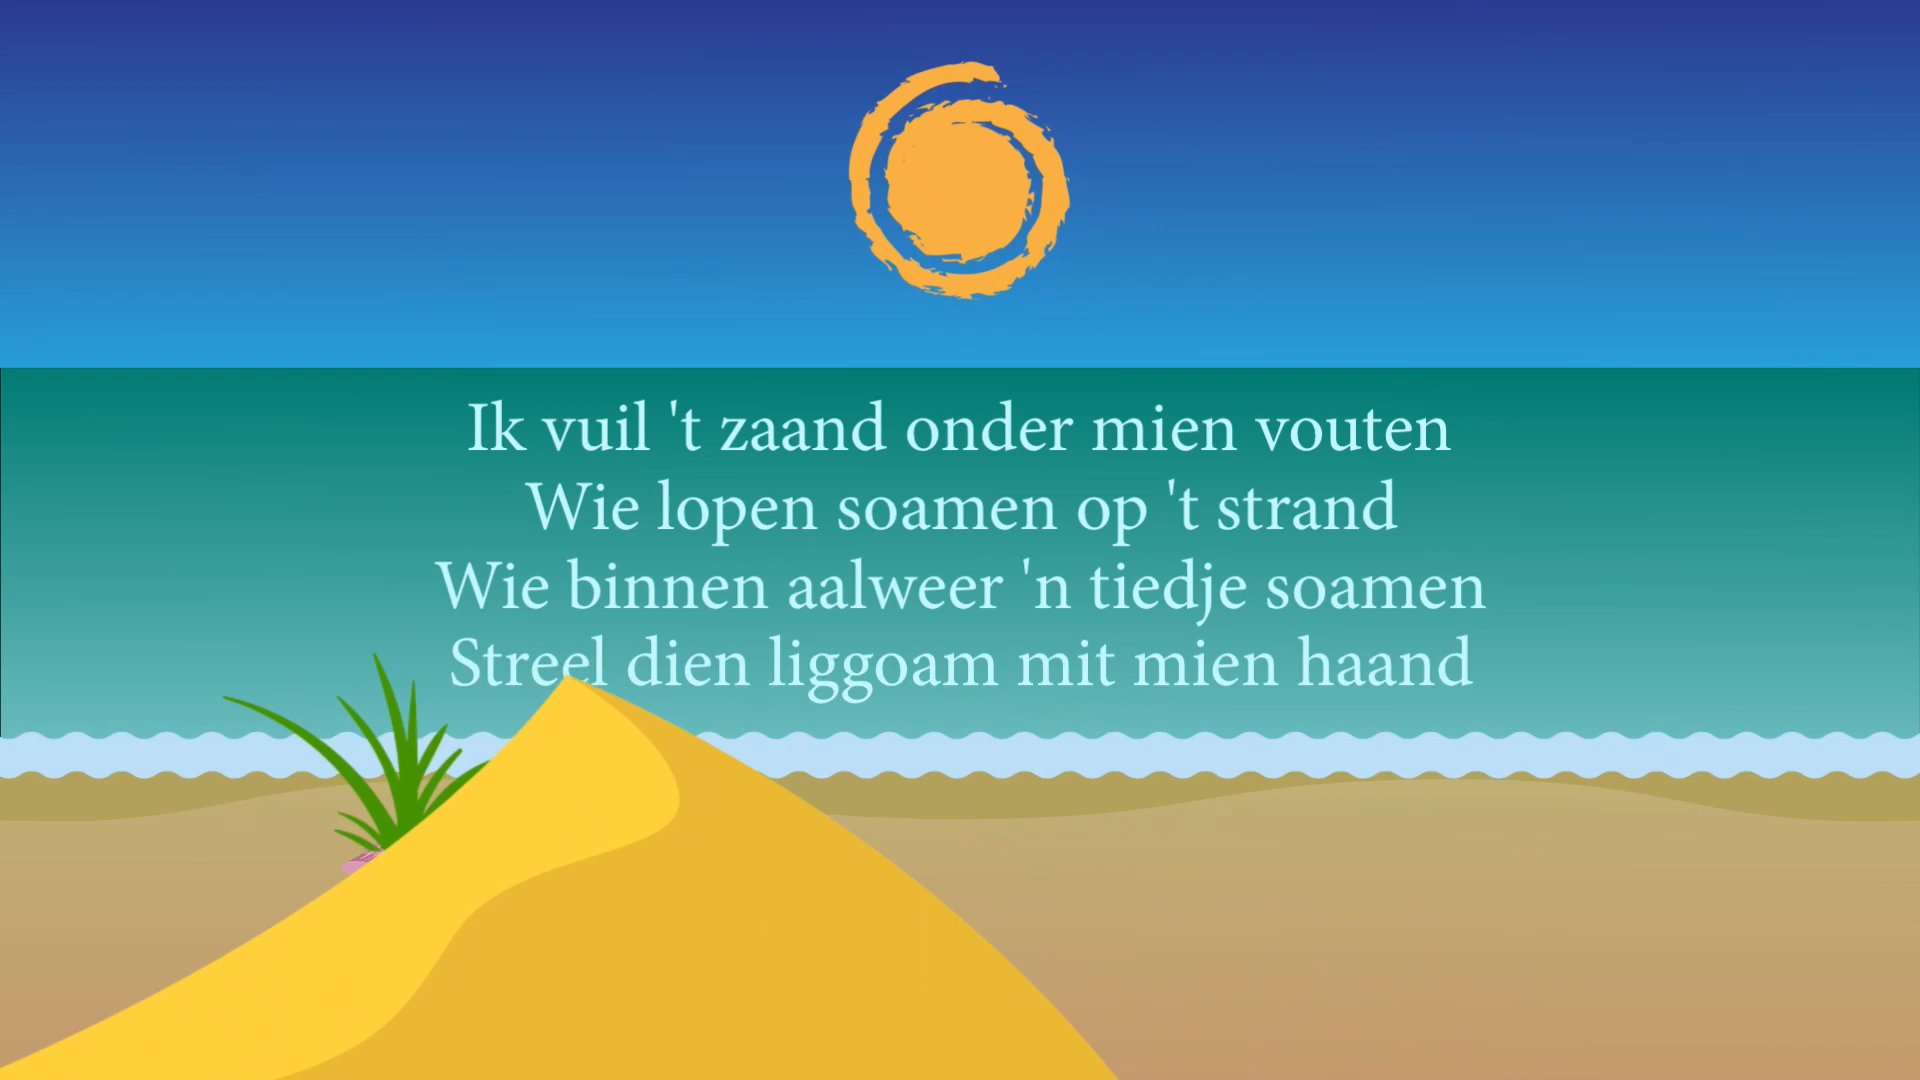 Ik vuil 't zaand onder mien vouten
Wie lopen soamen op 't strand
Wie binnen aalweer 'n tiedje soamen
Streel dien liggoam mit mien haand